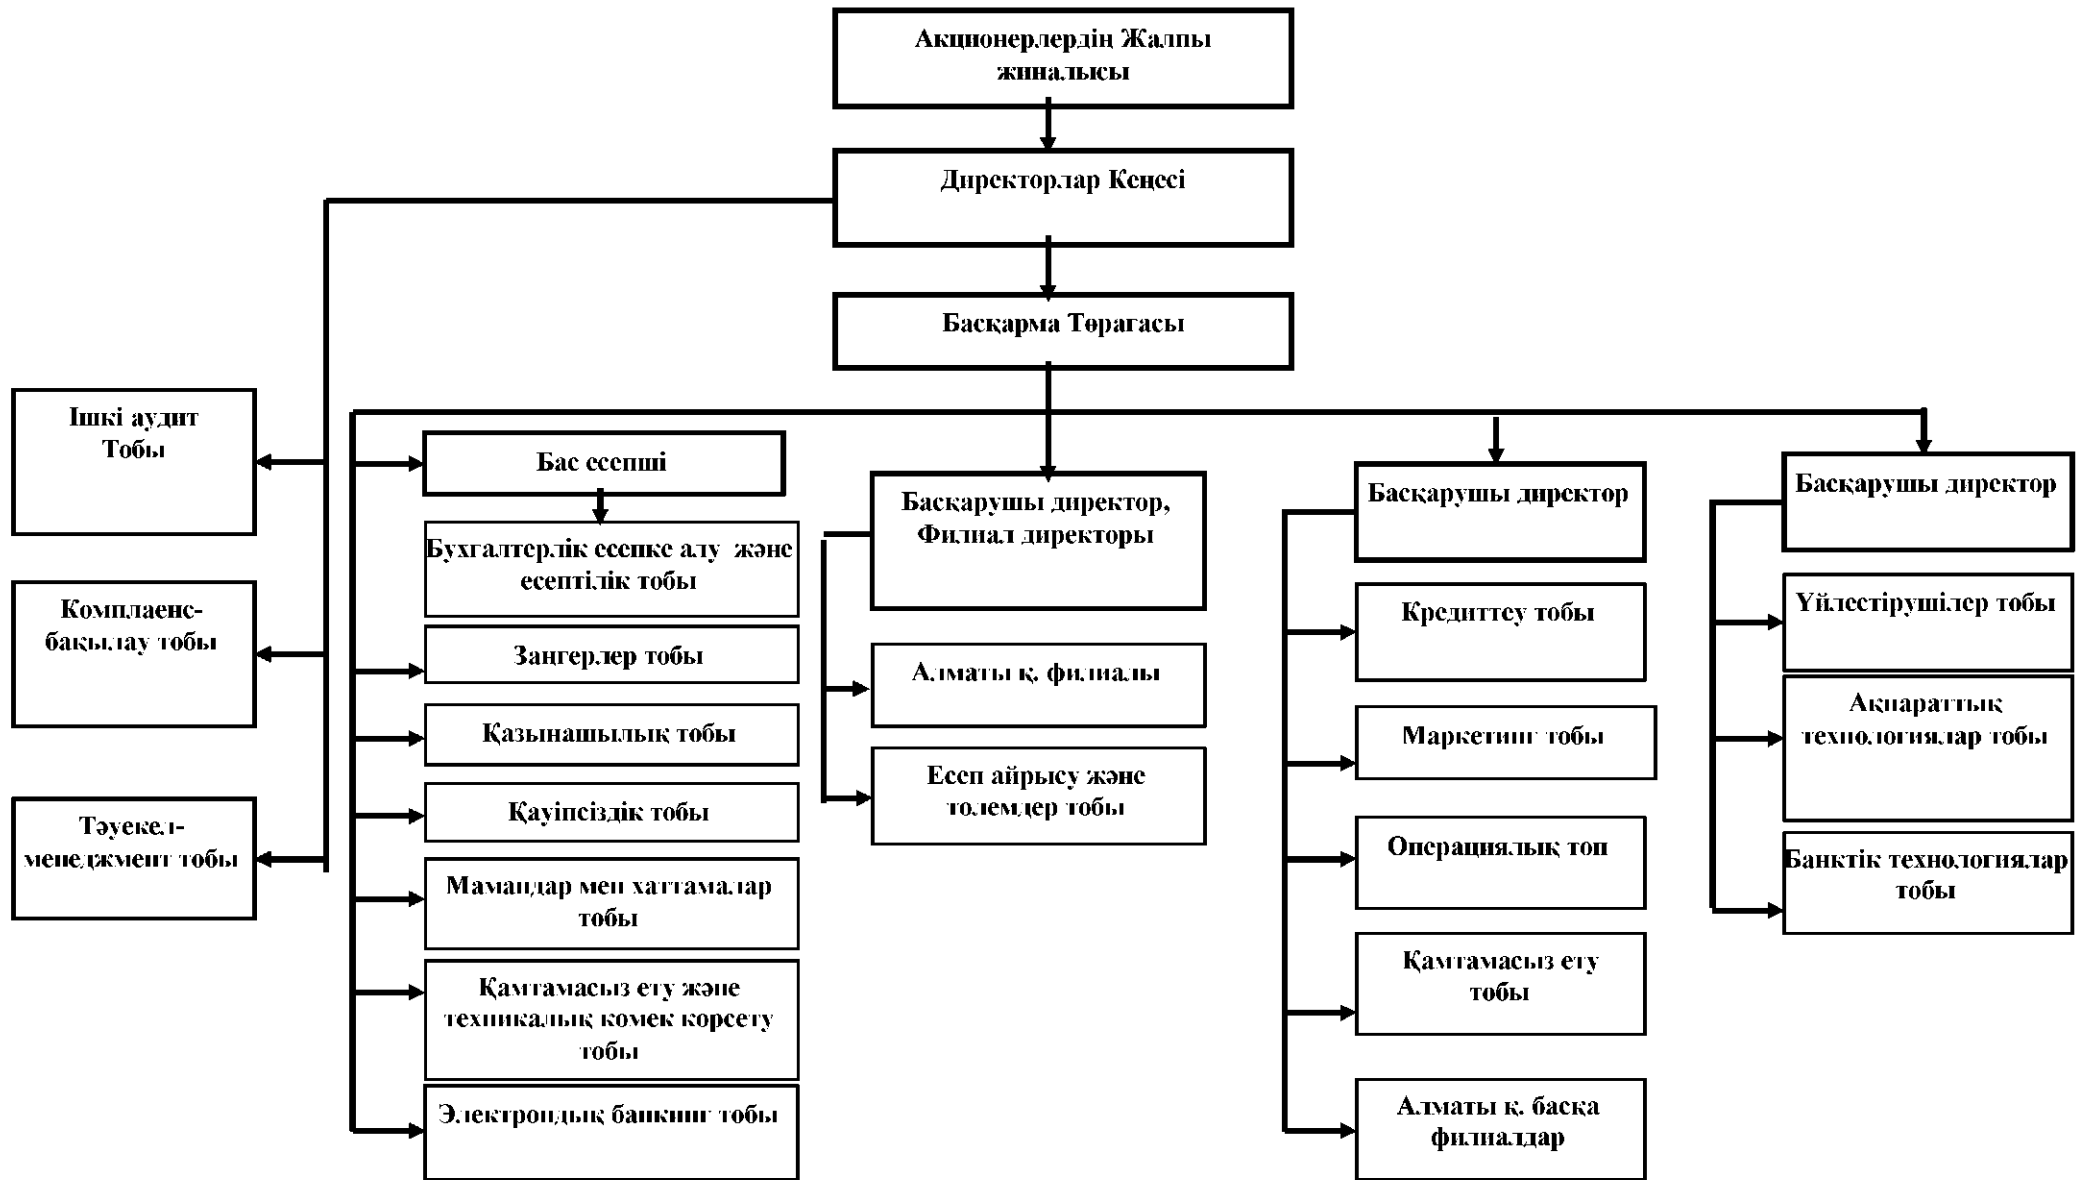 Акционерлердің Жалпы
жиналысы
Директорлар Кеңесі
Басқарма Төрағасы
Ішкі аудит
Тобы
Комплаенс-
бақылау тобы
Тәуекел-
менеджмент тобы
Бас есепші
Бухгалтерлік есепке алу және
есептілік тобы
Заңгерлер тобы
Қазынашылық тобы
Қауіпсіздік тобы
Мамандар мен хаттамалар
тобы
Қамтамасыз ету және
техникалық көмек көрсету
тобы
Электрондық банкинг тобы
Басқарушы директор,
Филиал директоры
Алматы қ. филиалы
Есеп айрысу және
төлемдер тобы
Басқарушы директор
Кредиттеу тобы
Маркетинг тобы
Операциялық топ
Қамтамасыз ету
тобы
Алматы қ. басқа
филиалдар
Басқарушы директор
Үйлестірушілер тобы
Ақпараттық
технологиялар тобы
Банктік технологиялар
тобы